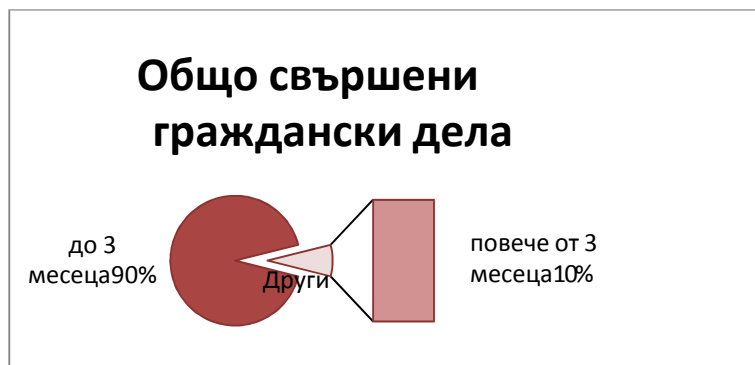 Общо свършени
граждански дела
до 3
месеца90%
Други
повече от 3
месеца10%